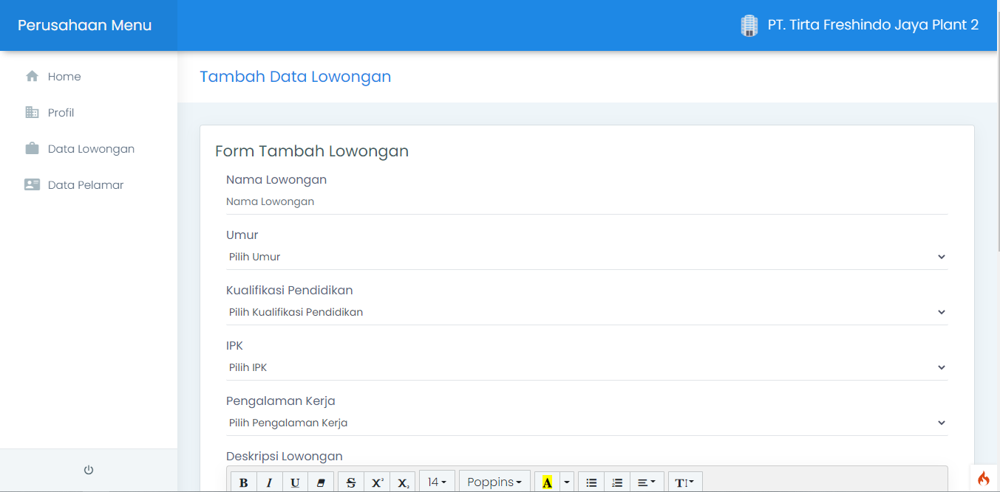 Perusahaan Menu
PT. Tirta Freshindo Jaya Plant 2
Home
Profil
Data Lowongan
Data Pelamar
Tambah Data Lowongan
Form Tambah Lowongan
Nama Lowongan
Nama Lowongan
Umur
Pilih Umur
Kualifikasi Pendidikan
Pilih Kualifikasi Pendidikan
IPK
Pilih IPK
Pengalaman Kerja
Pilih Pengalaman Kerja
Deskripsi Lowongan
B I U S X² X₂ 14 Poppins A TI